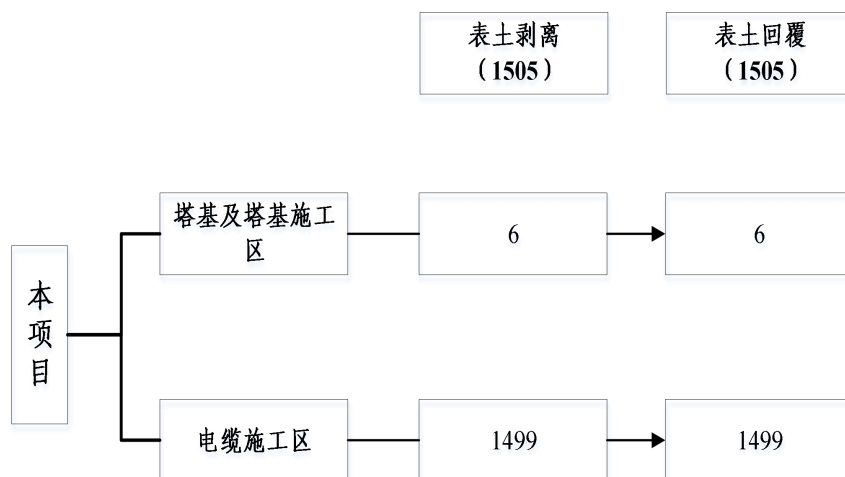 表土剥离
（1505）
表土回覆
（1505）
塔基及塔基施工
区
6
6
本
项
目
电缆施工区
1499
1499